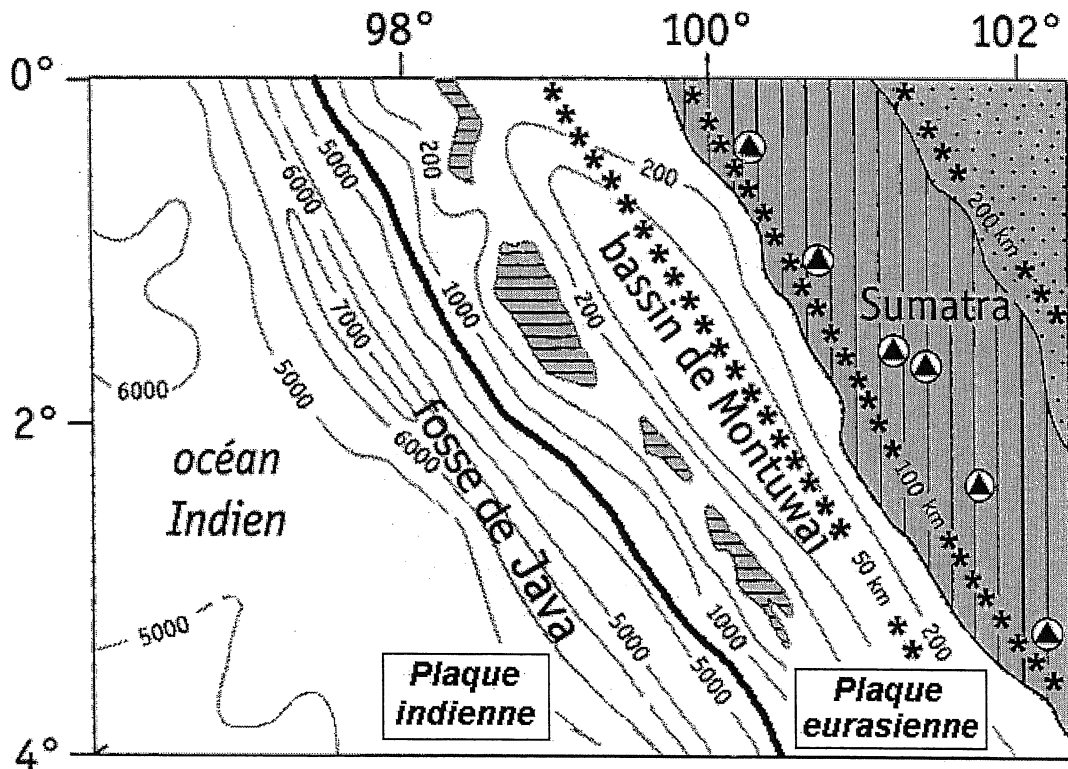 98° 100° 102°
0°
2°
4°
5000
6000
200
200
200 km
7000
1000
200
5000
6000
bassin de Montuwai
Sumatra
fosse de Java
6000
océan
Indien
100 km
50 km
5000
1000
5000
5000
200
Plaque
indienne
Plaque
eurasienne